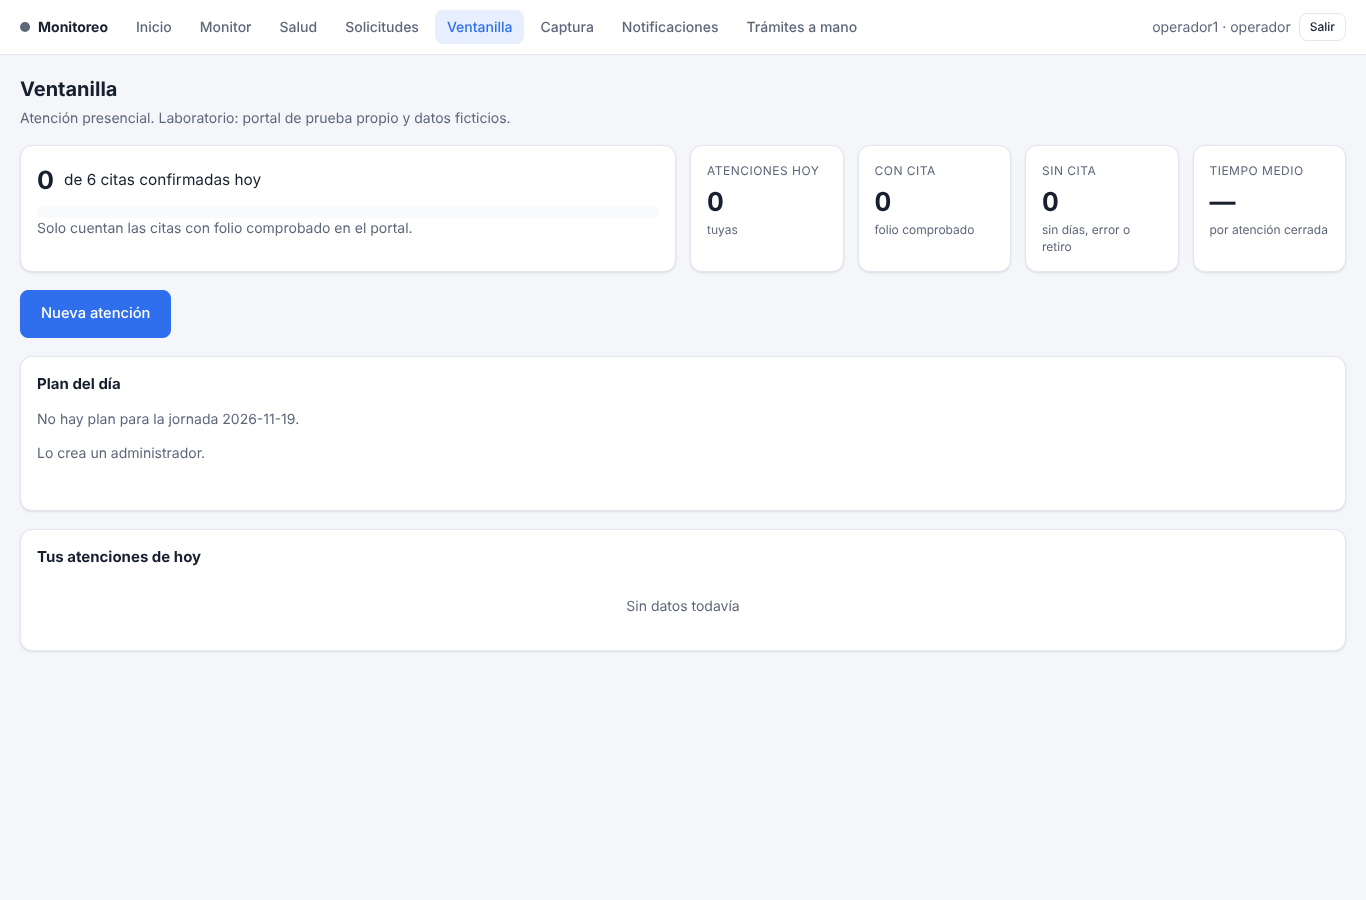 Monitoreo Inicio Monitor Salud Solicitudes Ventanilla Captura Notificaciones Trámites a mano operador1 · operador Salir
Ventanilla
Atención presencial. Laboratorio: portal de prueba propio y datos ficticios.
0 de 6 citas confirmadas hoy
Solo cuentan las citas con folio comprobado en el portal.
ATENCIONES HOY
0
tuyas
CON CITA
0
folio comprobado
SIN CITA
0
sin días, error o
retiro
TIEMPO MEDIO
—
por atención cerrada
Nueva atención
Plan del día
No hay plan para la jornada 2026-11-19.
Lo crea un administrador.
Tus atenciones de hoy
Sin datos todavía